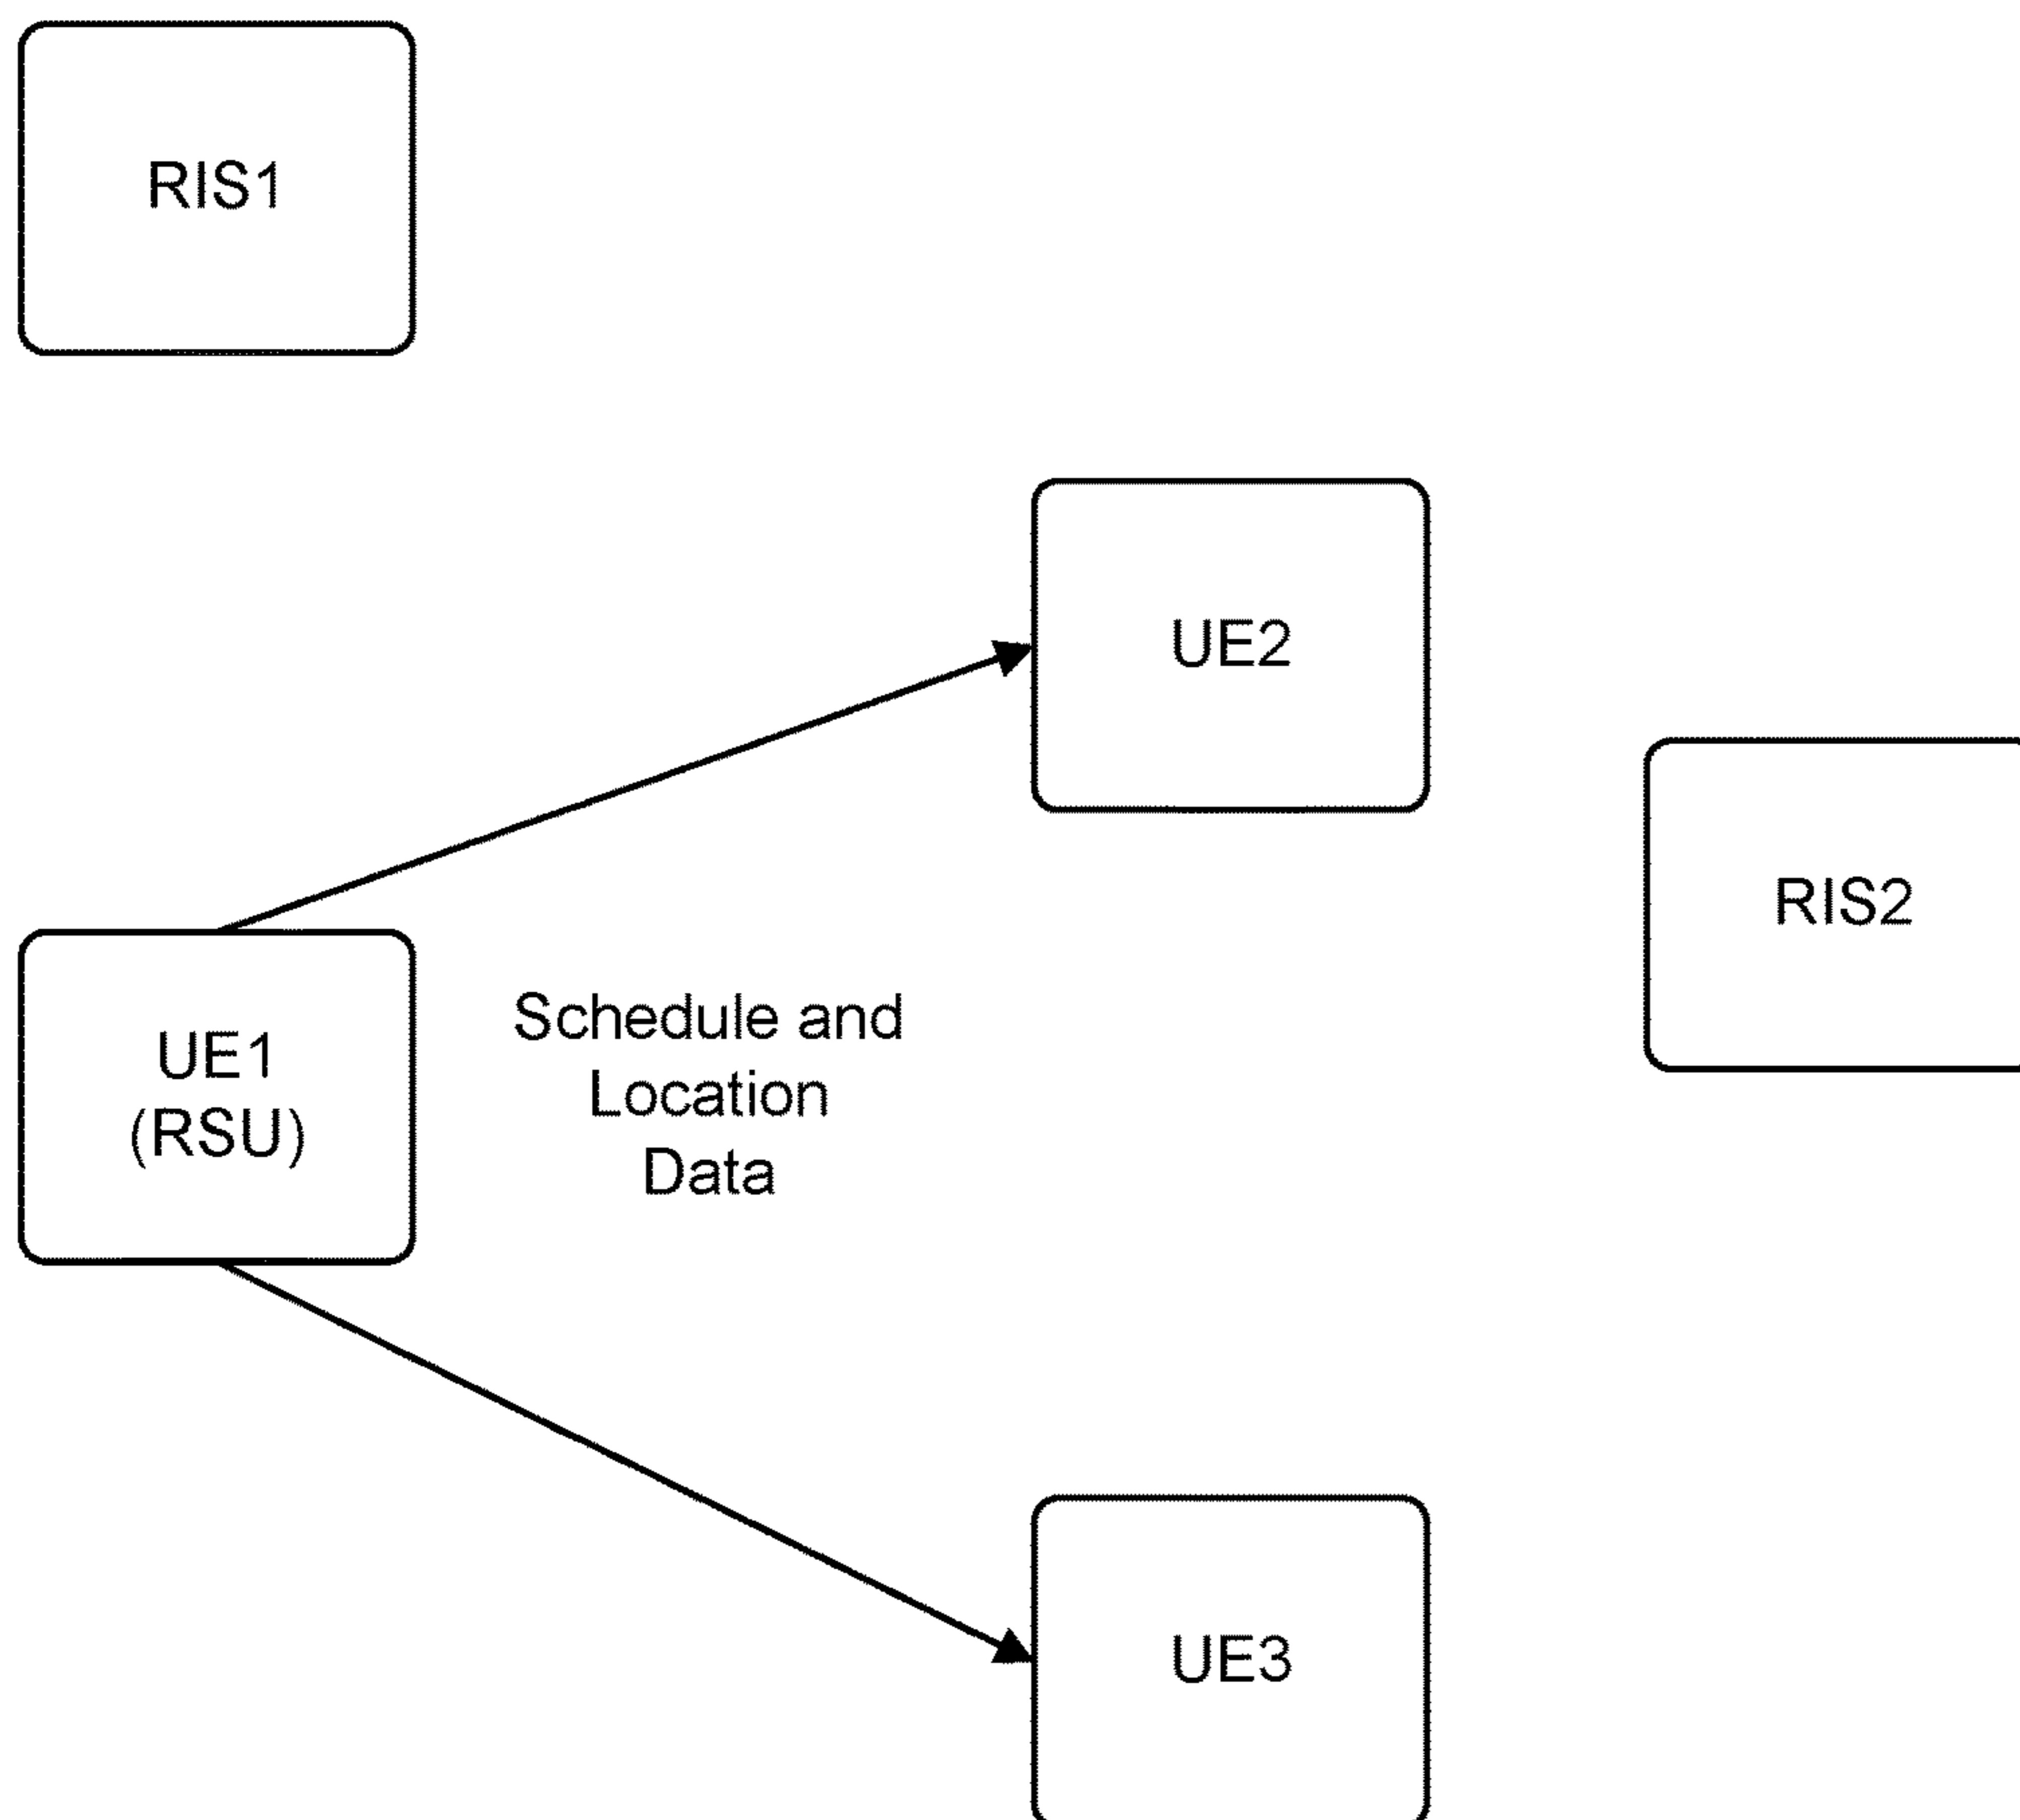 RIS1
UE2
RIS2
UE1
(RSU)
Schedule and
Location
Data
UE3